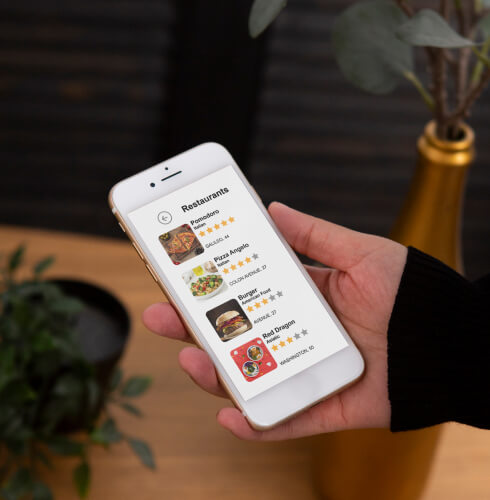 Restaurants
Pomodoro
Italian
GALILEO, 44
Pizza Angelo
Italian
COLON AVENUE, 27
Burger
American Food
AVENUE, 27
Red Dragon
Asiatic
WASHINGTON, 50